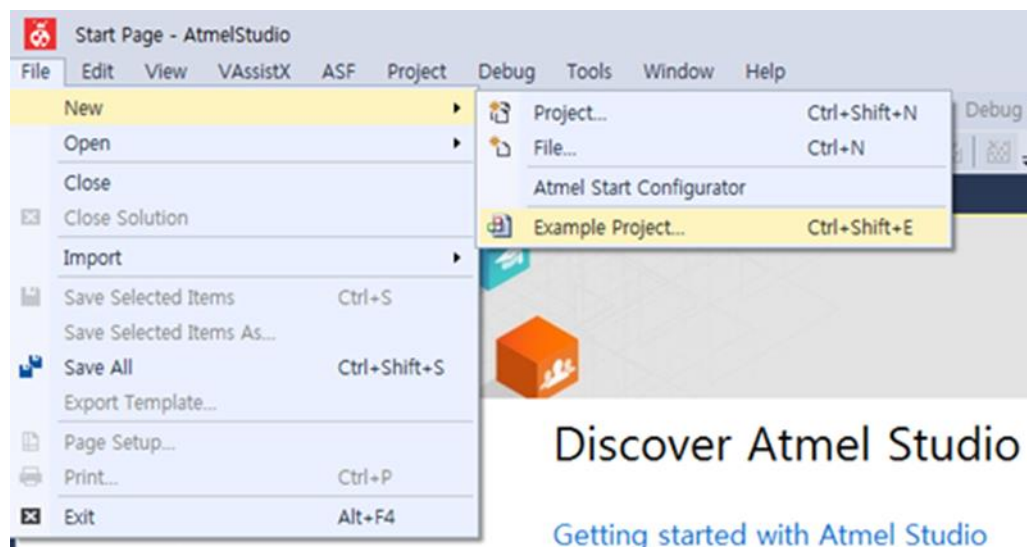 Start Page - AtmelStudio
File Edit View VAssistX ASF Project Debug Tools Window Help
New
Open
Close
Close Solution
Import
Save Selected Items Ctrl+S
Save Selected Items As...
Save All Ctrl+Shift+S
Export Template...
Page Setup...
Print... Ctrl+P
Exit Alt+F4
Project... Ctrl+Shift+N
File... Ctrl+N
Atmel Start Configurator
Example Project... Ctrl+Shift+E
Debug
Discover Atmel Studio
Getting started with Atmel Studio